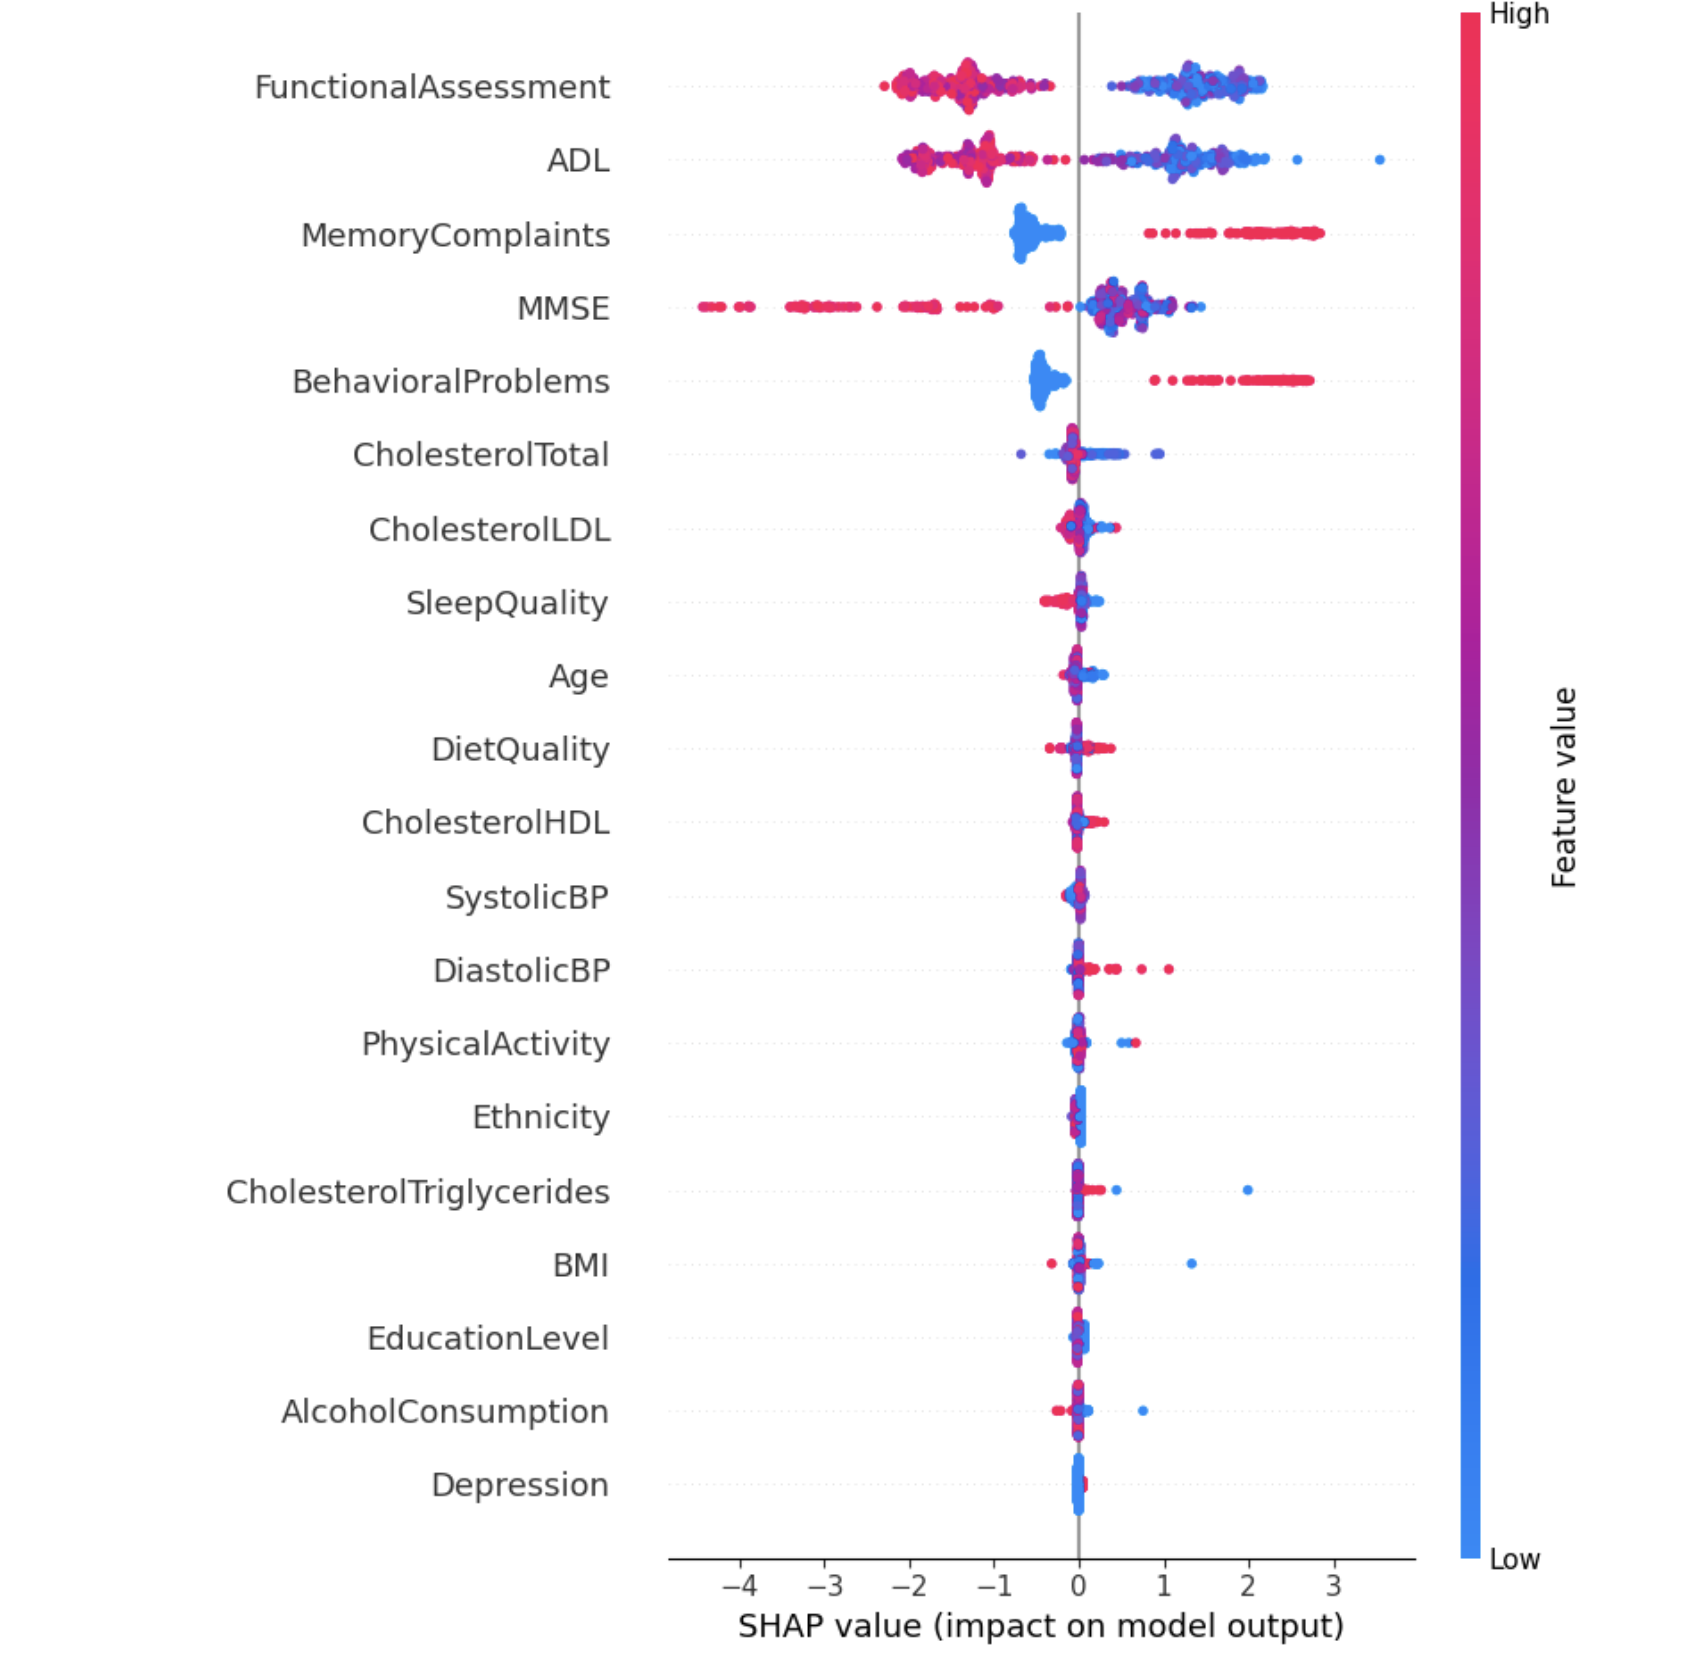 High
FunctionalAssessment
ADL
MemoryComplaints
MMSE
BehavioralProblems
CholesterolTotal
CholesterolLDL
SleepQuality
Age
DietQuality
CholesterolHDL
SystolicBP
DiastolicBP
PhysicalActivity
Ethnicity
CholesterolTriglycerides
BMI
EducationLevel
AlcoholConsumption
Depression
Feature value
Low
−4 −3 −2 −1 0 1 2 3
SHAP value (impact on model output)